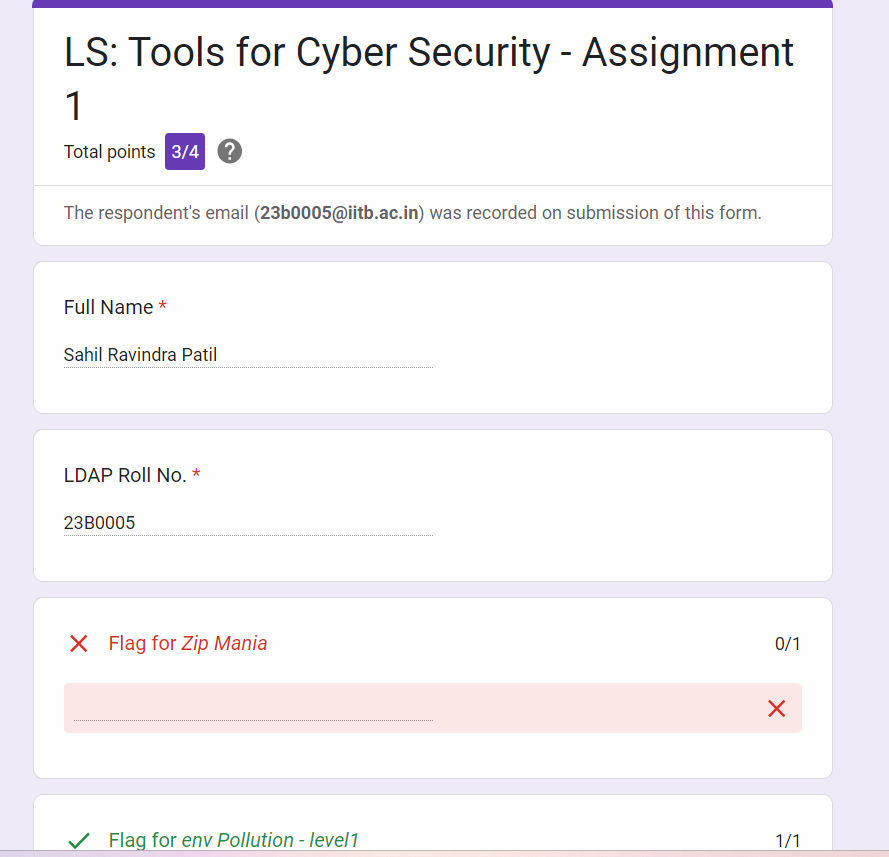 LS: Tools for Cyber Security - Assignment
1
Total points 3/4 ?
The respondent's email (23b0005@iitb.ac.in) was recorded on submission of this form.
Full Name *
Sahil Ravindra Patil
LDAP Roll No. *
23B0005
Flag for Zip Mania 0/1
Flag for env Pollution - level1 1/1